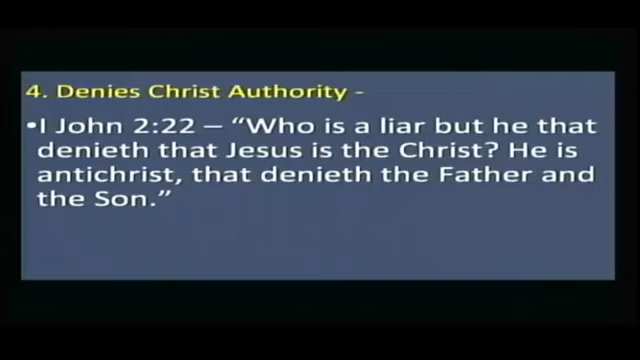 4. Denies Christ Authority -
•I John 2:22 – “Who is a liar but he that
denieth that Jesus is the Christ? He is
antichrist, that denieth the Father and
the Son.”